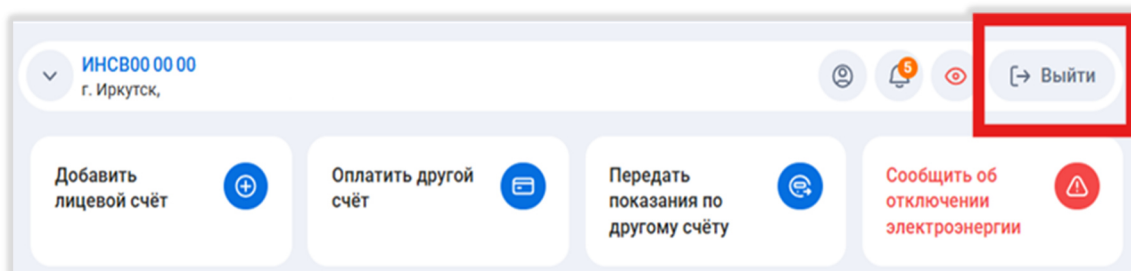 ИНСВ00 00 00
г. Иркутск,
5
Выйти
Добавить
лицевой счёт
Оплатить другой
счёт
Передать
показания по
другому счёту
Сообщить об
отключении
электроэнергии